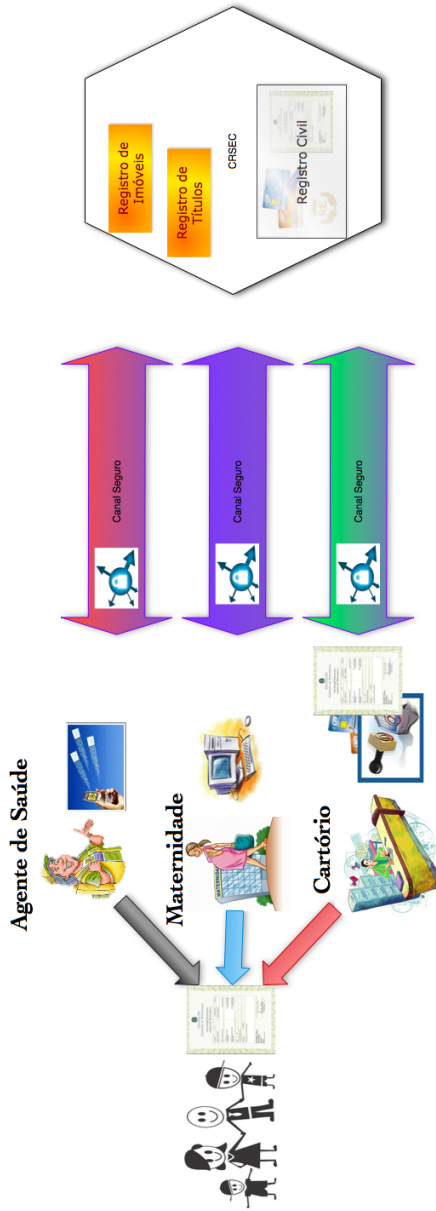 Agente de Saúde
Canal Seguro
Maternidade
MATERNIDA
Canal Seguro
Cartório
Canal Seguro
Registro de
Imóveis
Registro de
Títulos
CRSEC
Registro Civil